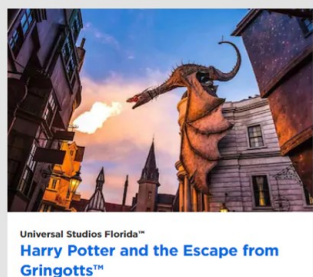 Universal Studios Florida™
Harry Potter and the Escape from
Gringotts™